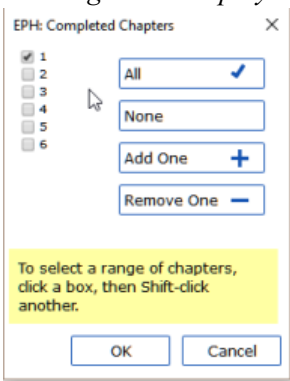 EPH: Completed Chapters
1
2
3
4
5
6
All
None
Add One
Remove One
To select a range of chapters,
click a box, then Shift-click
another.
OK
Cancel